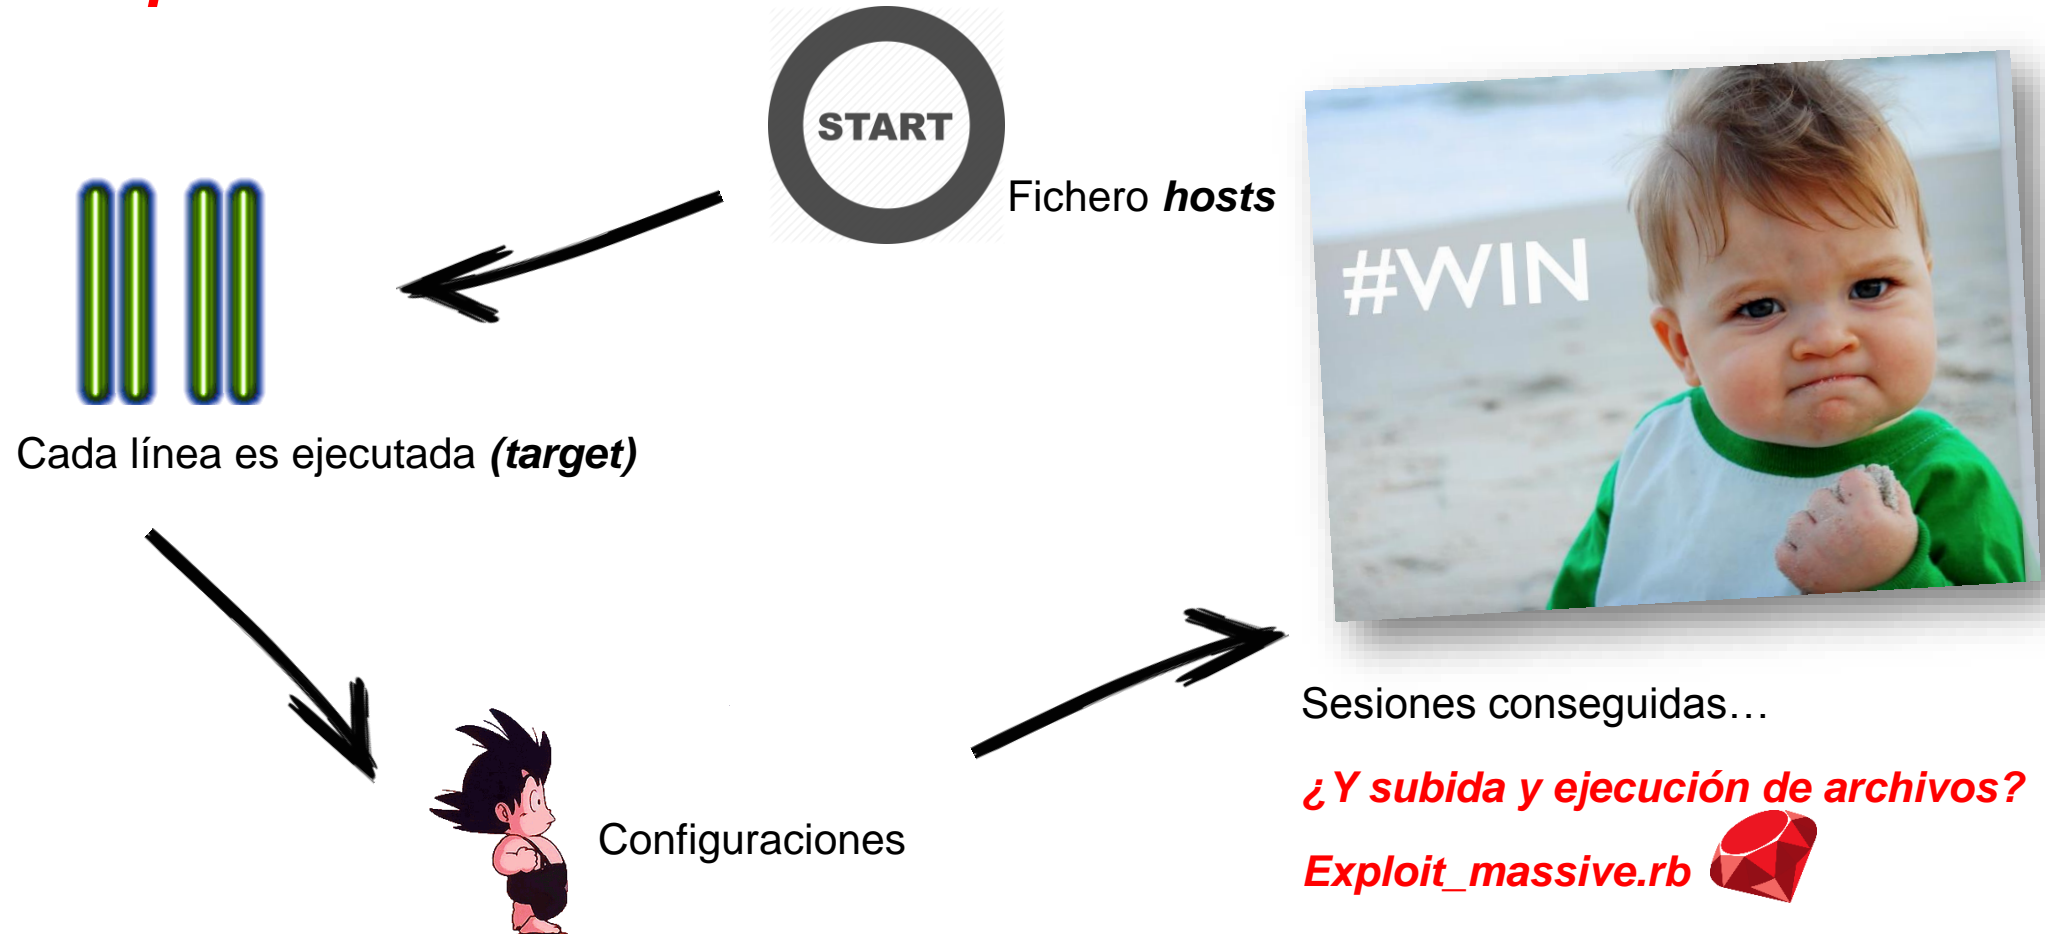 START
Fichero hosts
#WIN
Cada línea es ejecutada (target)
Configuraciones
Sesiones conseguidas…
¿Y subida y ejecución de archivos?
Exploit_massive.rb